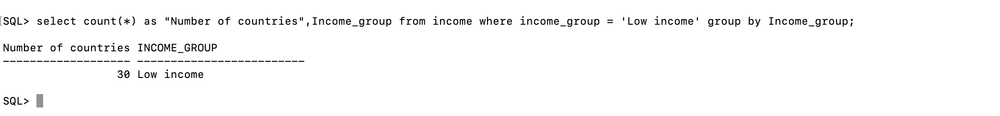 SQL> select count(*) as "Number of countries",Income_group from income where income_group = 'Low income' group by Income_group;
Number of countries INCOME_GROUP
------------------- -------------------------
30 Low income
SQL>